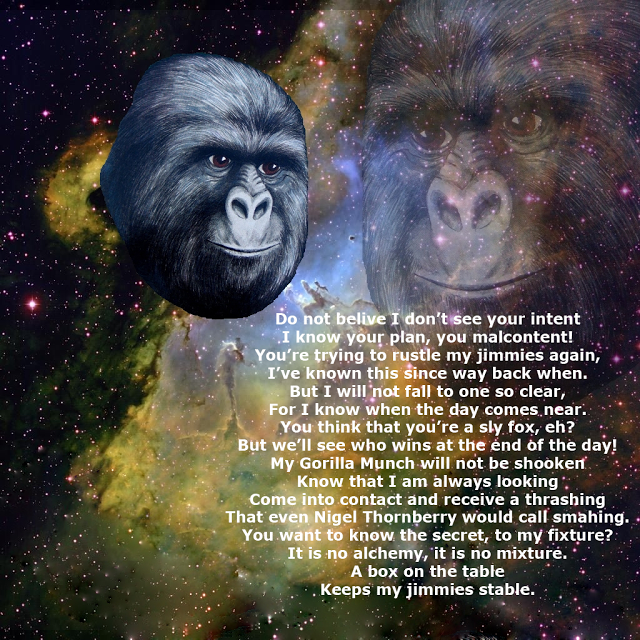 Do not belive I don't see your intent
I know your plan, you malcontent!
You're trying to rustle my jimmies again,
I've known this since way back when.
But I will not fall to one so clear,
For I know when the day comes near.
You think that you're a sly fox, eh?
But we'll see who wins at the end of the day!
My Gorilla Munch will not be shooken
Know that I am always looking
Come into contact and receive a thrashing
That even Nigel Thornberry would call smahing.
You want to know the secret, to my fixture?
It is no alchemy, it is no mixture.
A box on the table
Keeps my jimmies stable.